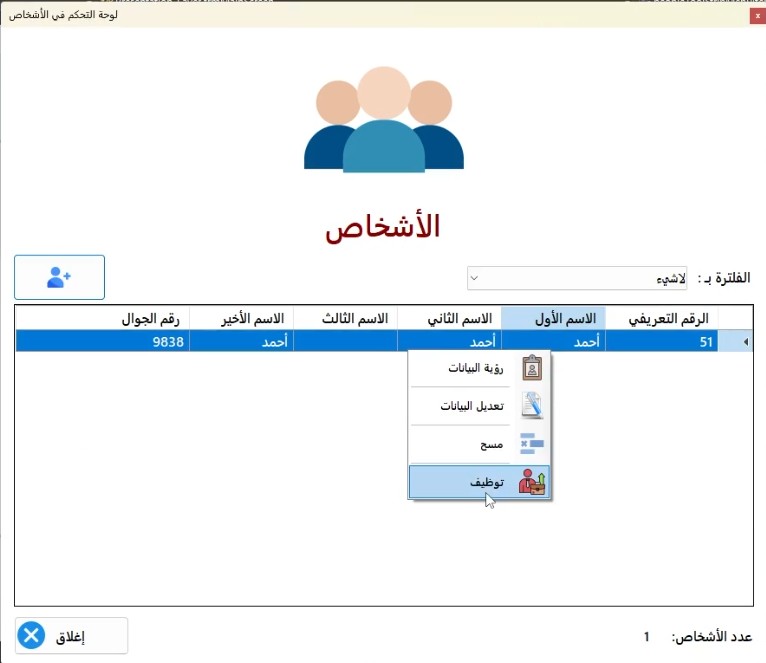 لوحة التحكم في الأشخاص
x
الأشخاص
الفلترة بـ : لاشيء
الرقم التعريفي الاسم الأول الاسم الثاني الاسم الثالث الاسم الأخير رقم الجوال
51 أحمد أحمد أحمد 9838
رؤية البيانات
تعديل البيانات
مسح
توظيف
عدد الأشخاص: 1
إغلاق